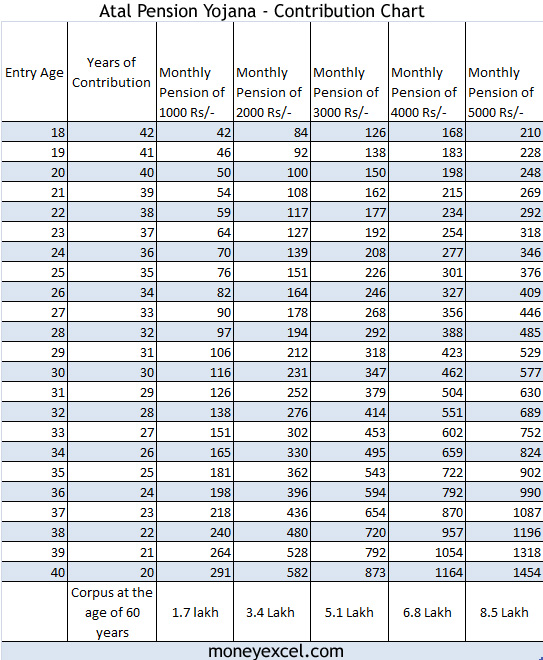 Atal Pension Yojana - Contribution Chart
Entry Age Years of Contribution Monthly Pension of 1000 Rs/- Monthly Pension of 2000 Rs/- Monthly Pension of 3000 Rs/- Monthly Pension of 4000 Rs/- Monthly Pension of 5000 Rs/-
18 42 42 84 126 168 210
19 41 46 92 138 183 228
20 40 50 100 150 198 248
21 39 54 108 162 215 269
22 38 59 117 177 234 292
23 37 64 127 192 254 318
24 36 70 139 208 277 346
25 35 76 151 226 301 376
26 34 82 164 246 327 409
27 33 90 178 268 356 446
28 32 97 194 292 388 485
29 31 106 212 318 423 529
30 30 116 231 347 462 577
31 29 126 252 379 504 630
32 28 138 276 414 551 689
33 27 151 302 453 602 752
34 26 165 330 495 659 824
35 25 181 362 543 722 902
36 24 198 396 594 792 990
37 23 218 436 654 870 1087
38 22 240 480 720 957 1196
39 21 264 528 792 1054 1318
40 20 291 582 873 1164 1454
Corpus at the age of 60 years 1.7 lakh 3.4 Lakh 5.1 Lakh 6.8 Lakh 8.5 Lakh
moneyexcel.com